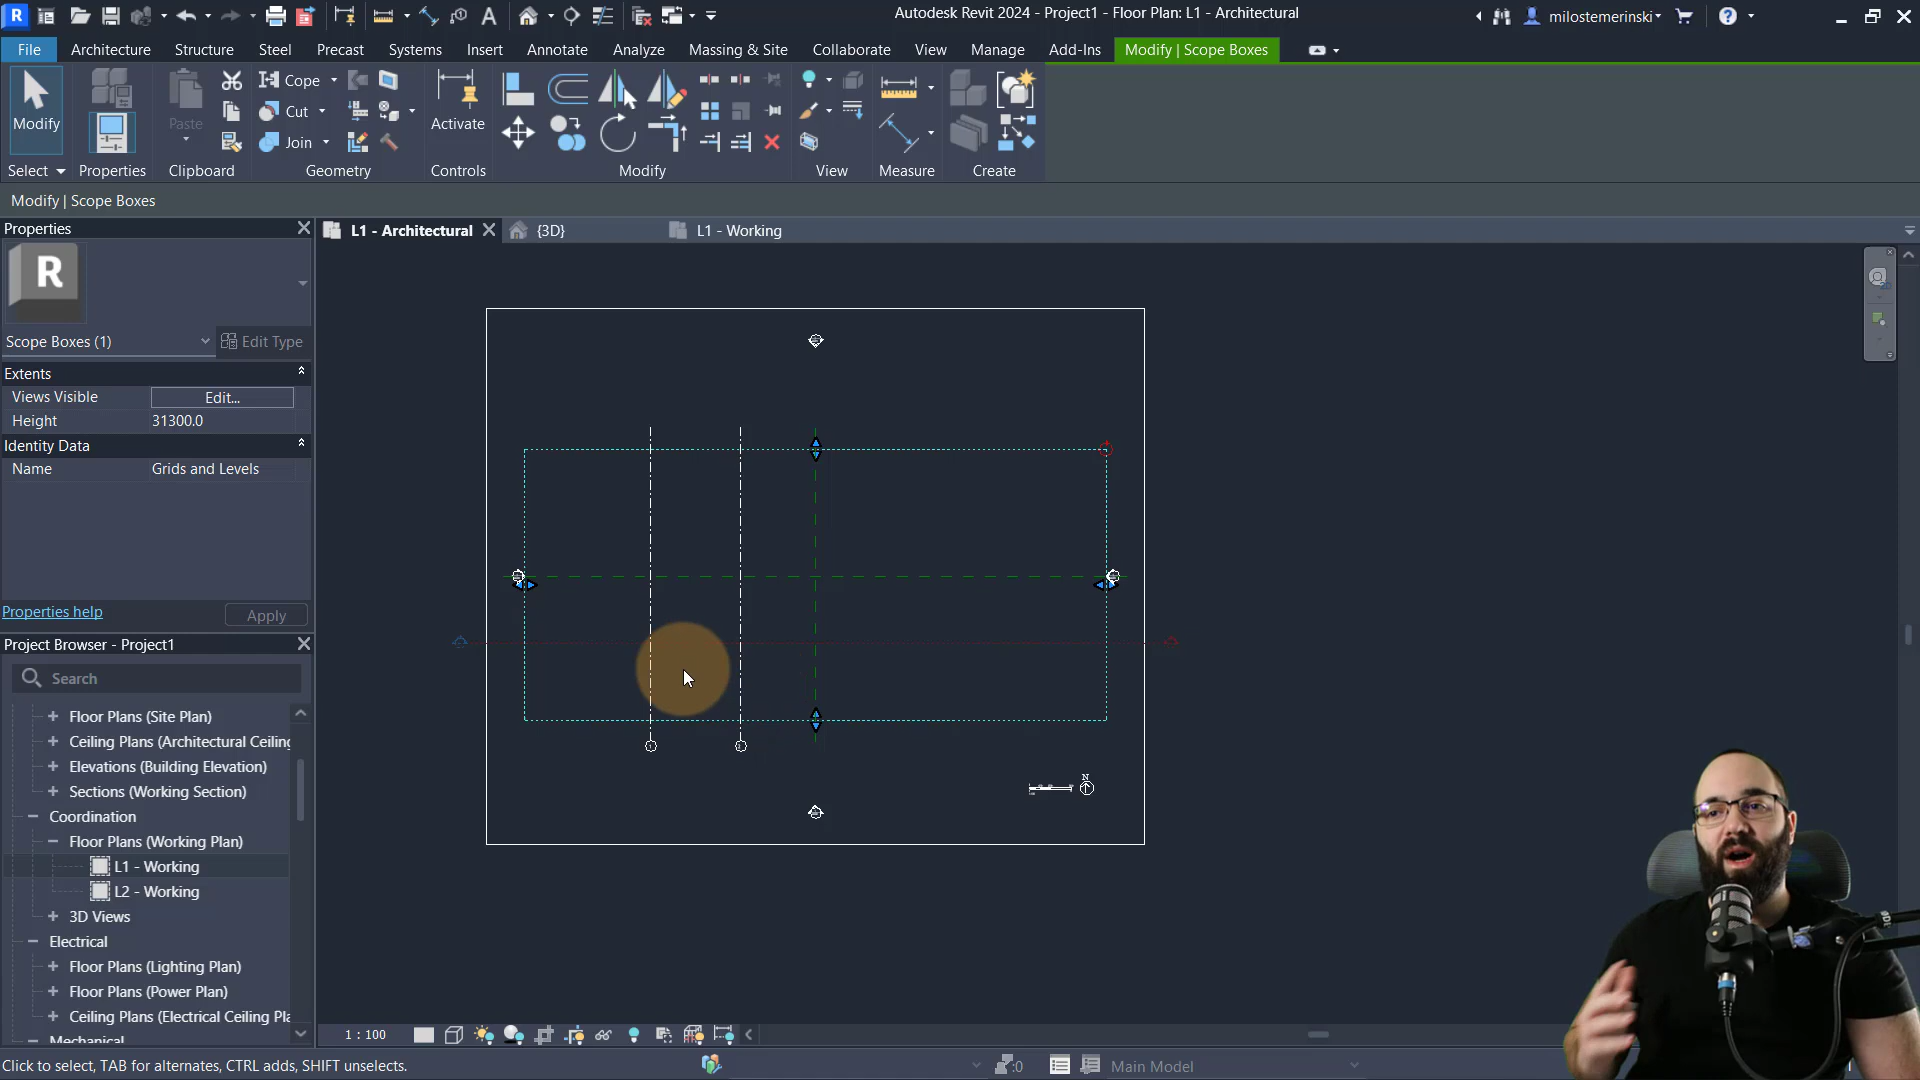 Autodesk Revit 2024 - Project1 - Floor Plan: L1 - Architectural
milostemerinski
File Architecture Structure Steel Precast Systems Insert Annotate Analyze Massing & Site Collaborate View Manage Add-Ins Modify | Scope Boxes
Modify
Paste
Cope
Cut
Join
Activate
Select Properties Clipboard Geometry Controls Modify View Measure Create
Modify | Scope Boxes
Properties
L1 - Architectural {3D} L1 - Working
R
Scope Boxes (1) Edit Type
Extents
Views Visible Edit...
Height 31300.0
Identity Data
Name Grids and Levels
Properties help Apply
Project Browser - Project1
Search
Floor Plans (Site Plan)
Ceiling Plans (Architectural Ceiling
Elevations (Building Elevation)
Sections (Working Section)
Coordination
Floor Plans (Working Plan)
L1 - Working
L2 - Working
3D Views
Electrical
Floor Plans (Lighting Plan)
Floor Plans (Power Plan)
Ceiling Plans (Electrical Ceiling Pla
Mechanical
N
1 : 100
Click to select, TAB for alternates, CTRL adds, SHIFT unselects.
:0
Main Model